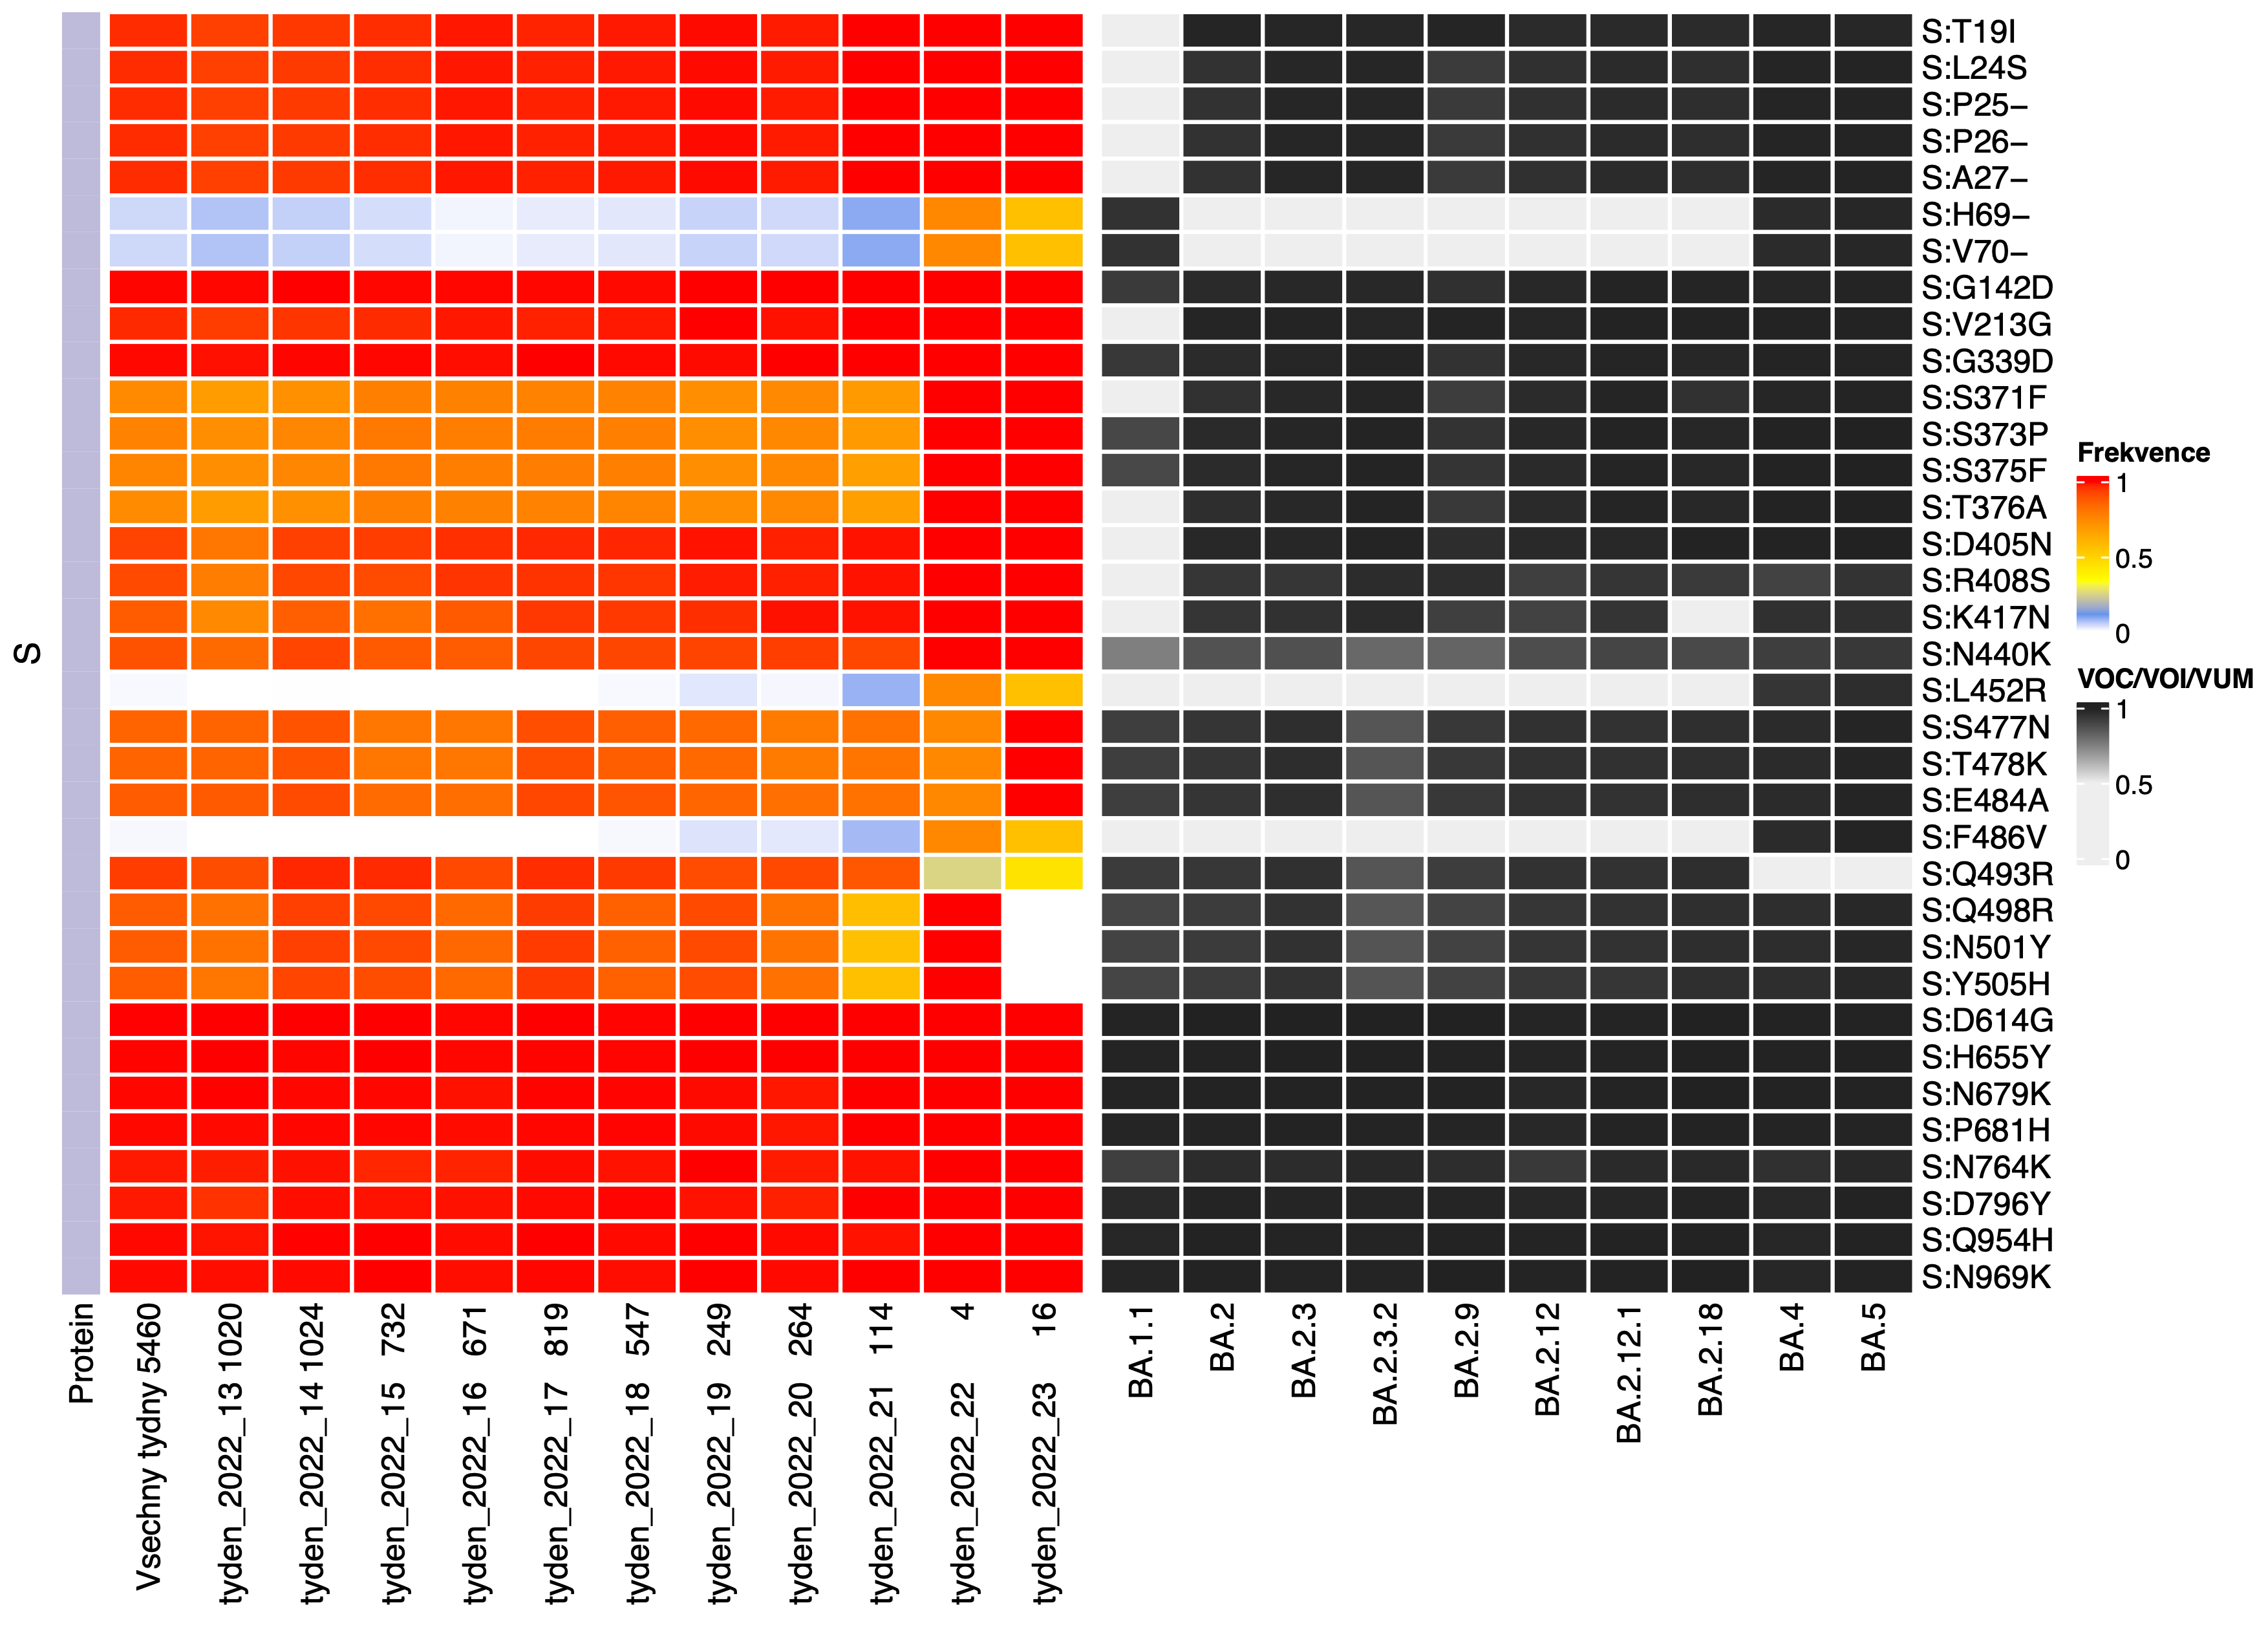 S:T19I
S:L24S
S:P25−
S:P26−
S:A27−
S:H69−
S:V70−
S:G142D
S:V213G
S:G339D
S:S371F
S:S373P
S:S375F
S:T376A
S:D405N
S:R408S
S:K417N
S:N440K
S:L452R
S:S477N
S:T478K
S:E484A
S:F486V
S:Q493R
S:Q498R
S:N501Y
S:Y505H
S:D614G
S:H655Y
S:N679K
S:P681H
S:N764K
S:D796Y
S:Q954H
S:N969K
S
Protein
Vsechny tydny 5460
tyden_2022_13 1020
tyden_2022_14 1024
tyden_2022_15 732
tyden_2022_16 671
tyden_2022_17 819
tyden_2022_18 547
tyden_2022_19 249
tyden_2022_20 264
tyden_2022_21 114
tyden_2022_22 4
tyden_2022_23 16
BA.1.1
BA.2
BA.2.3
BA.2.3.2
BA.2.9
BA.2.12
BA.2.12.1
BA.2.18
BA.4
BA.5
Frekvence
1
0.5
0
VOC/VOI/VUM
1
0.5
0